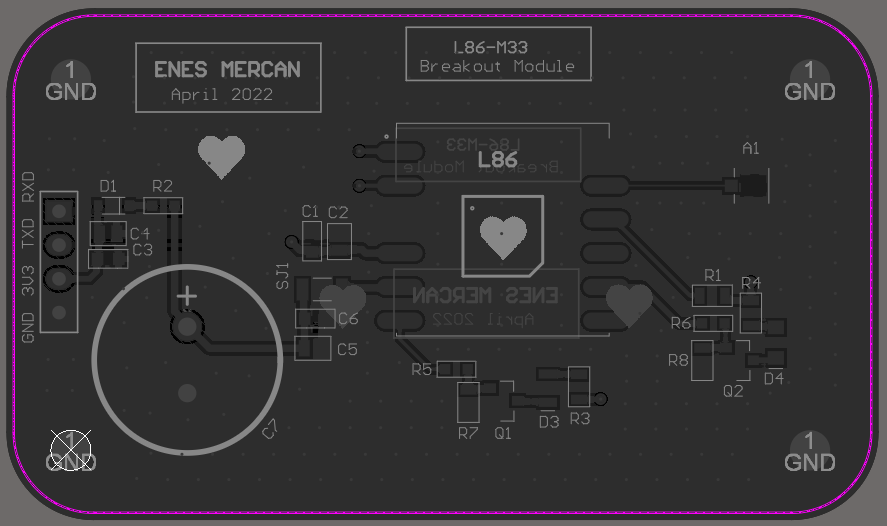 L86-M33
Breakout Module
ENES MERCAN
April 2022
1
GND
1
GND
A1
L86-M33
L86
Breakout Module
RXD
D1
R2
C1
C2
TXD
C4
C3
3V3
SJ1
+
GND
C6
C5
ENES MERCAN
April 2022
R1
R4
R6
R8
Q2
D4
R5
R7
Q1
D3
R3
C7
1
GND
1
GND